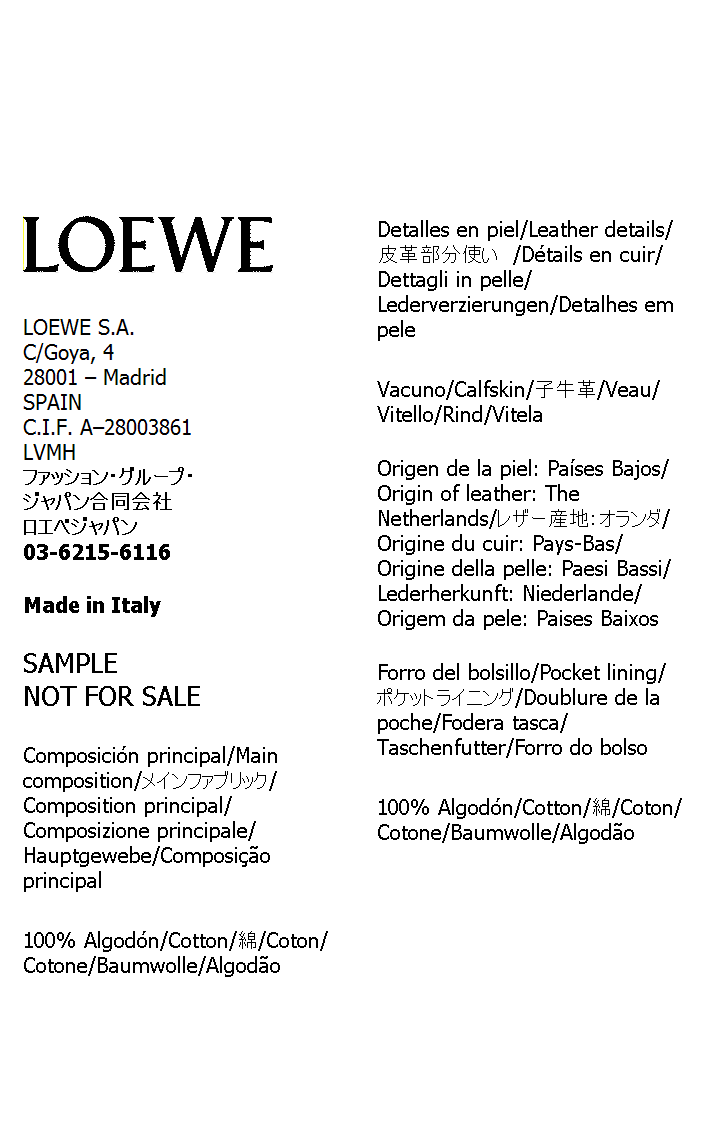 LOEWE
LOEWE S.A.
C/Goya, 4
28001 – Madrid
SPAIN
C.I.F. A–28003861
LVMH
ファッション・グループ・
ジャパン合同会社
ロエベジャパン
03-6215-6116
Made in Italy
SAMPLE
NOT FOR SALE
Composición principal/Main
composition/メインファブリック/
Composition principal/
Composizione principale/
Hauptgewebe/Composição
principal
100% Algodón/Cotton/綿/Coton/
Cotone/Baumwolle/Algodão
Detalles en piel/Leather details/
皮革部分使い /Détails en cuir/
Dettagli in pelle/
Lederverzierungen/Detalhes em
pele
Vacuno/Calfskin/子牛革/Veau/
Vitello/Rind/Vitela
Origen de la piel: Países Bajos/
Origin of leather: The
Netherlands/レザー産地:オランダ/
Origine du cuir: Pays-Bas/
Origine della pelle: Paesi Bassi/
Lederherkunft: Niederlande/
Origem da pele: Paises Baixos
Forro del bolsillo/Pocket lining/
ポケットライニング/Doublure de la
poche/Fodera tasca/
Taschenfutter/Forro do bolso
100% Algodón/Cotton/綿/Coton/
Cotone/Baumwolle/Algodão